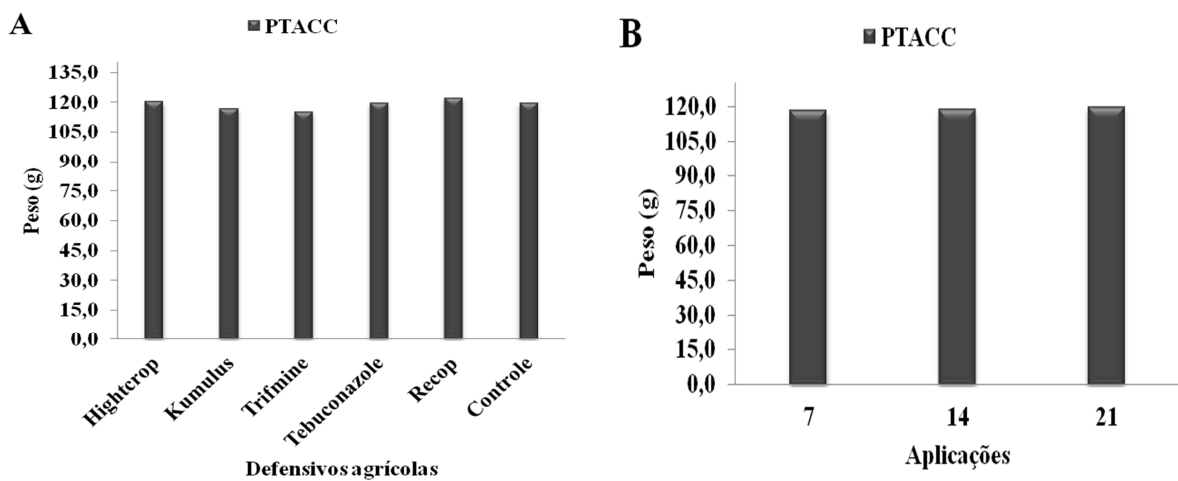 A
PTACC
Peso (g)
135,0
120,0
105,0
90,0
75,0
60,0
45,0
30,0
15,0
0,0
Hightcrop
Kumulus
Trifmine
Tebuconazole
Recop
Controle
Defensivos agrícolas
B
PTACC
Peso (g)
120,0
105,0
90,0
75,0
60,0
45,0
30,0
15,0
0,0
7
14
21
Aplicações